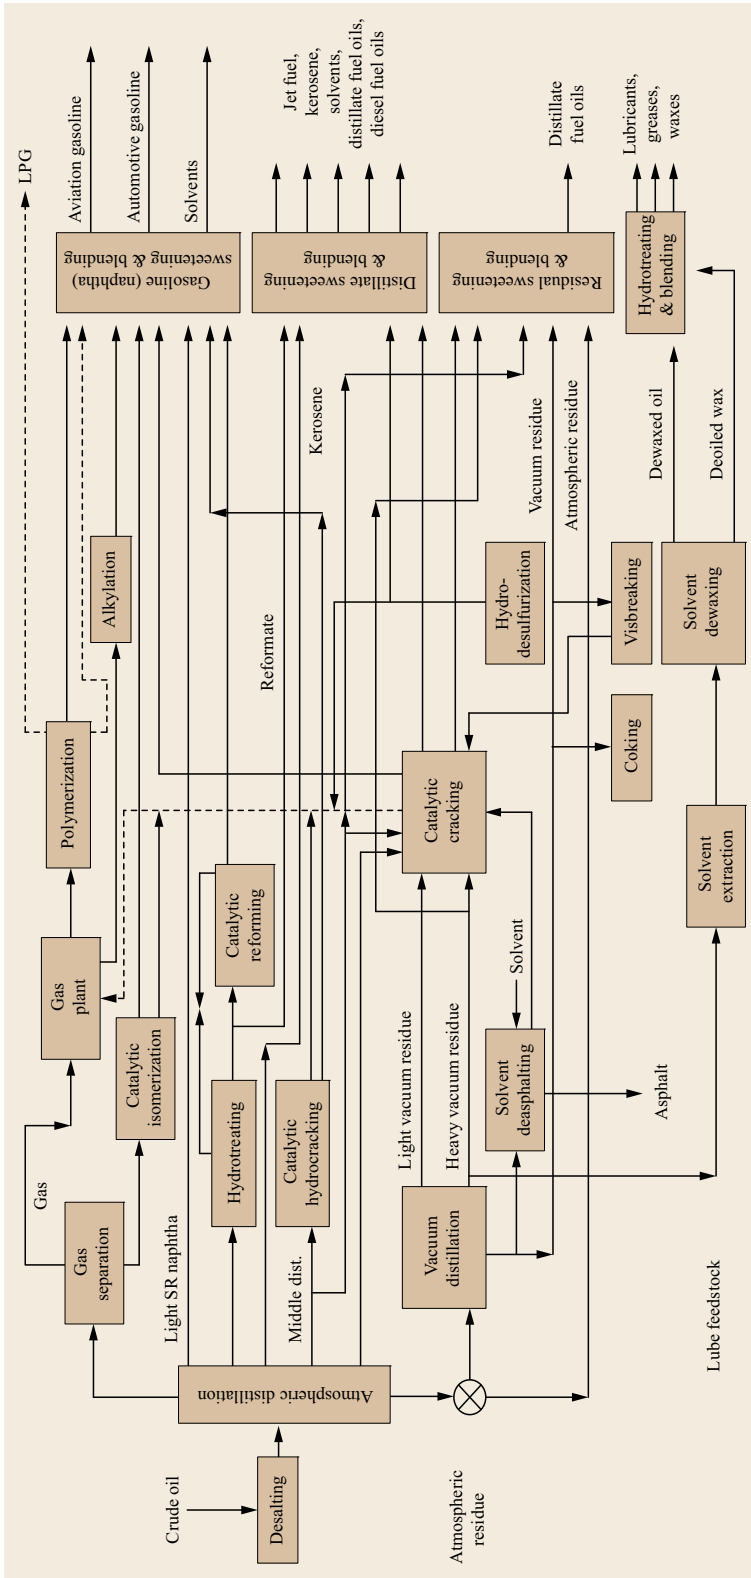 Crude oil
Desalting
Atmospheric distillation
Atmospheric
residue
Gas
separation
Gas
Light SR naphtha
Middle dist.
Lube feedstock
Gas
plant
Catalytic
isomerization
Hydrotreating
Catalytic
hydrocracking
Vacuum
distillation
Light vacuum residue
Heavy vacuum residue
Solvent
deasphalting
Solvent
Asphalt
Polymerization
Catalytic
reforming
Catalytic
cracking
Solvent
extraction
Alkylation
Reformate
Kerosene
Hydro-
desulfurization
Visbreaking
Coking
Solvent
dewaxing
Vacuum residue
Atmospheric residue
Dewaxed oil
Deoiled wax
Gasoline (naphtha)
sweetening & blending
Distillate sweetening
& blending
Residual sweetening
& blending
Hydrotreating
& blending
LPG
Aviation gasoline
Automotive gasoline
Solvents
Jet fuel,
kerosene,
solvents,
distillate fuel oils,
diesel fuel oils
Distillate
fuel oils
Lubricants,
greases,
waxes